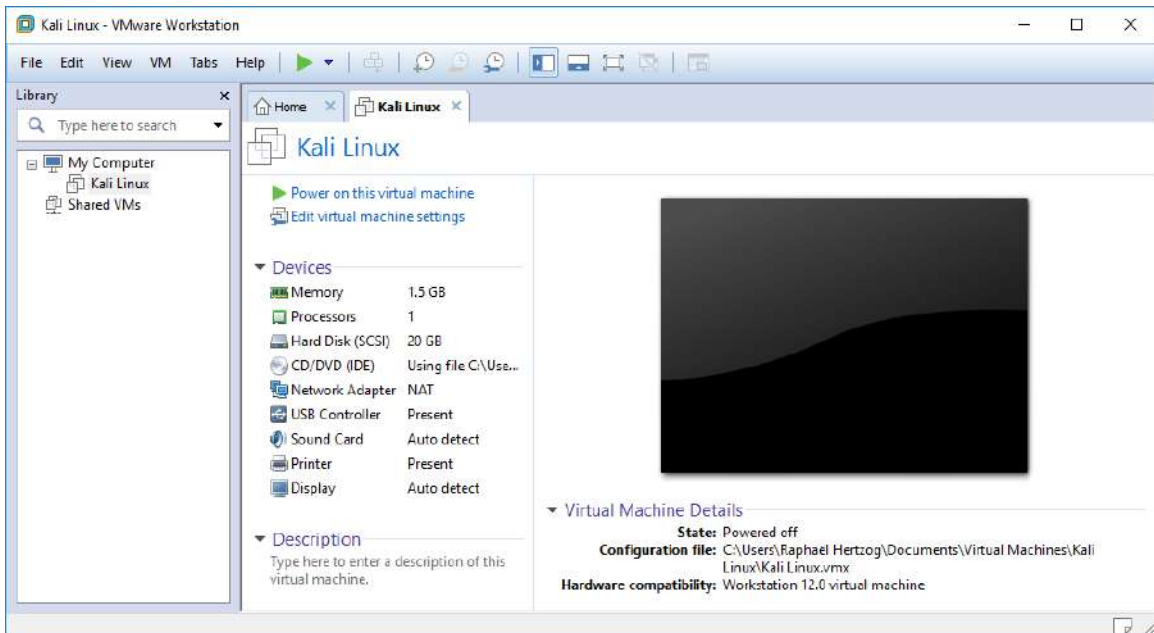 Kali Linux - VMware Workstation
File Edit View VM Tabs Help
Library
Type here to search
My Computer
Kali Linux
Shared VMs
Home
Kali Linux
Kali Linux
Power on this virtual machine
Edit virtual machine settings
Devices
Memory 1.5 GB
Processors 1
Hard Disk (SCSI) 20 GB
CD/DVD (IDE) Using file C:\Use...
Network Adapter NAT
USB Controller Present
Sound Card Auto detect
Printer Present
Display Auto detect
Description
Type here to enter a description of this
virtual machine.
Virtual Machine Details
State: Powered off
Configuration file: C:\Users\Raphael Hertzog\Documents\Virtual Machines\Kali
Linux\Kali Linux.vmx
Hardware compatibility: Workstation 12.0 virtual machine